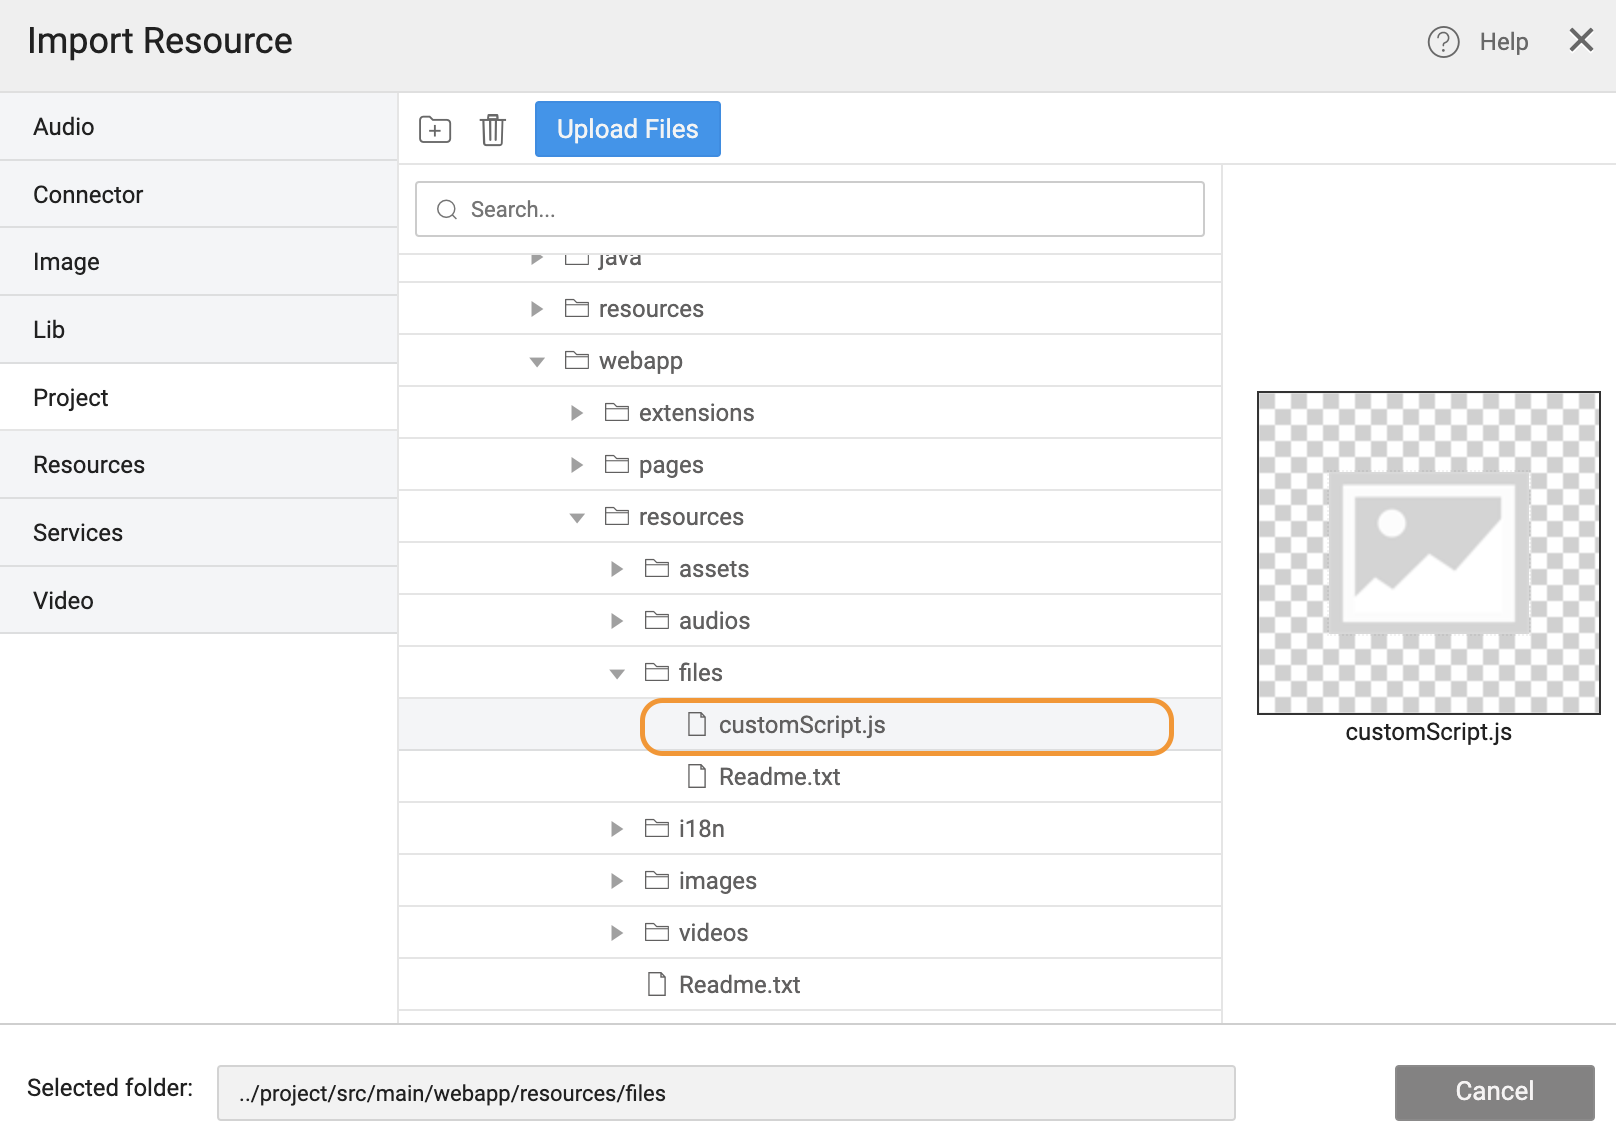 Import Resource
? Help
Audio
Connector
Image
Lib
Project
Resources
Services
Video
Upload Files
Search...
java
resources
webapp
extensions
pages
resources
assets
audios
files
customScript.js
Readme.txt
i18n
images
videos
Readme.txt
customScript.js
Selected folder: ../project/src/main/webapp/resources/files
Cancel